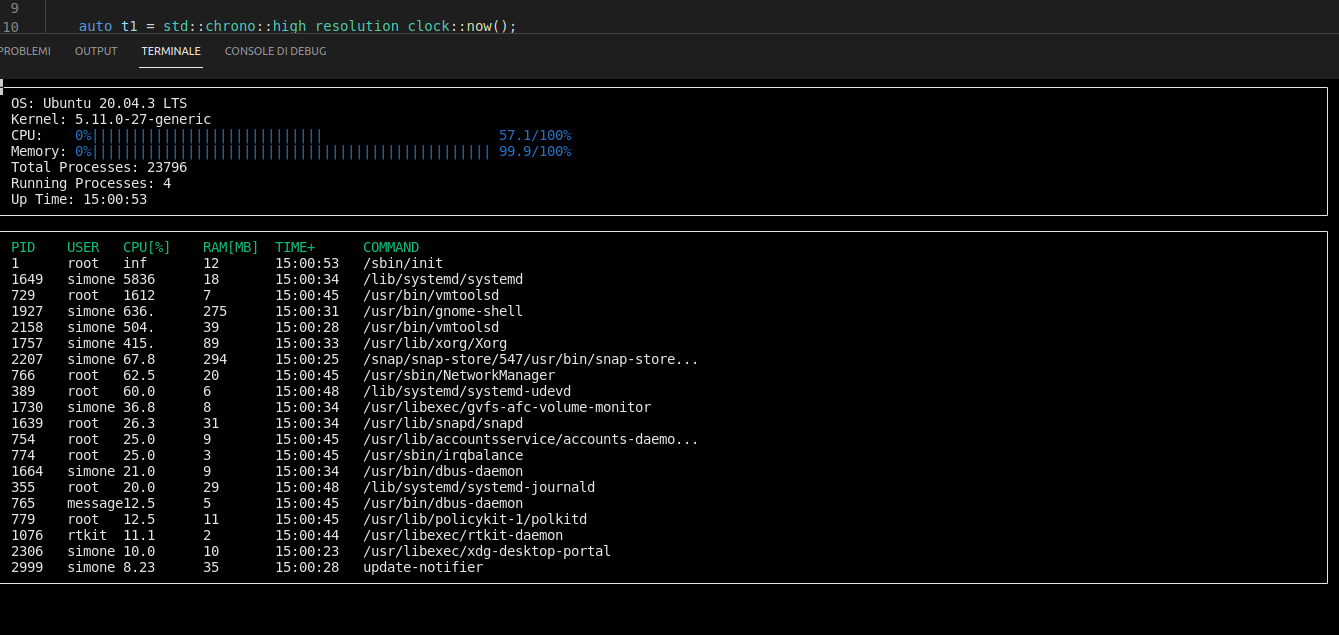 9
10 auto t1 = std::chrono::high_resolution_clock::now();
PROBLEMI OUTPUT TERMINALE CONSOLE DI DEBUG
OS: Ubuntu 20.04.3 LTS
Kernel: 5.11.0-27-generic
CPU: 0%||||||||||||||||||||||||||||| 57.1/100%
Memory: 0%|||||||||||||||||||||||||||||||||||||||||||||||||| 99.9/100%
Total Processes: 23796
Running Processes: 4
Up Time: 15:00:53
PID USER CPU[%] RAM[MB] TIME+ COMMAND
1 root inf 12 15:00:53 /sbin/init
1649 simone 5836 18 15:00:34 /lib/systemd/systemd
729 root 1612 7 15:00:45 /usr/bin/vmtoolsd
1927 simone 636. 275 15:00:31 /usr/bin/gnome-shell
2158 simone 504. 39 15:00:28 /usr/bin/vmtoolsd
1757 simone 415. 89 15:00:33 /usr/lib/xorg/Xorg
2207 simone 67.8 294 15:00:25 /snap/snap-store/547/usr/bin/snap-store...
766 root 62.5 20 15:00:45 /usr/sbin/NetworkManager
389 root 60.0 6 15:00:48 /lib/systemd/systemd-udevd
1730 simone 36.8 8 15:00:34 /usr/libexec/gvfs-afc-volume-monitor
1639 root 26.3 31 15:00:34 /usr/lib/snapd/snapd
754 root 25.0 9 15:00:45 /usr/lib/accountsservice/accounts-daemo...
774 root 25.0 3 15:00:45 /usr/sbin/irqbalance
1664 simone 21.0 9 15:00:34 /usr/bin/dbus-daemon
355 root 20.0 29 15:00:48 /lib/systemd/systemd-journald
765 message12.5 5 15:00:45 /usr/bin/dbus-daemon
779 root 12.5 11 15:00:45 /usr/lib/policykit-1/polkitd
1076 rtkit 11.1 2 15:00:44 /usr/libexec/rtkit-daemon
2306 simone 10.0 10 15:00:23 /usr/libexec/xdg-desktop-portal
2999 simone 8.23 35 15:00:28 update-notifier